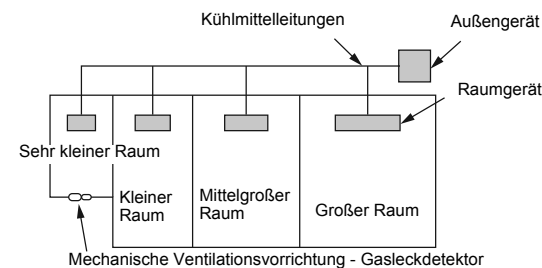 Kühlmittelleitungen
Außengerät
Raumgerät
Sehr kleiner Raum
Kleiner
Raum
Mittelgroßer
Raum
Großer Raum
Mechanische Ventilationsvorrichtung - Gasleckdetektor